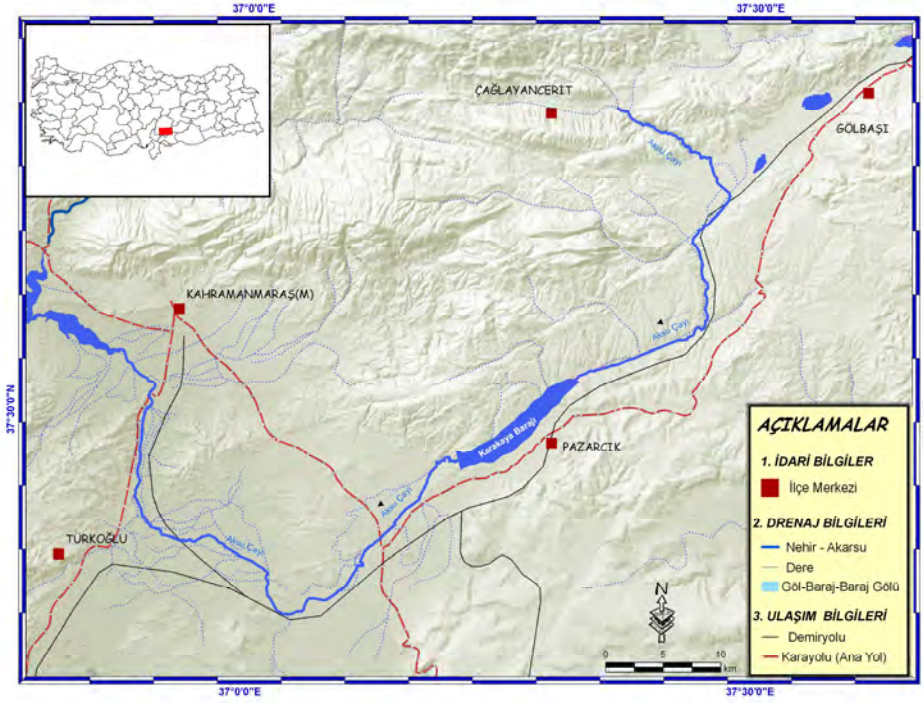 37°0'0"E
37°30'0"E
ÇAĞLAYANCERİT
GÖLBAŞI
Aksu Çayı
KAHRAMANMARAŞ(M)
Aksu Çayi
37°30'0"N
Karakaya Barajı
PAZARCIK
Aksu Çayi
TÜRKOĞLU
Aksu Çayi
AÇIKLAMALAR
1. İDARİ BİLGİLER
İlçe Merkezi
2. DRENAJ BİLGİLERİ
Nehir - Akarsu
Dere
Göl-Baraj-Baraj Gölü
3. ULAŞIM BİLGİLERİ
Demiryolu
Karayolu (Ana Yol)
N
0 5 10
km
37°0'0"E
37°30'0"E